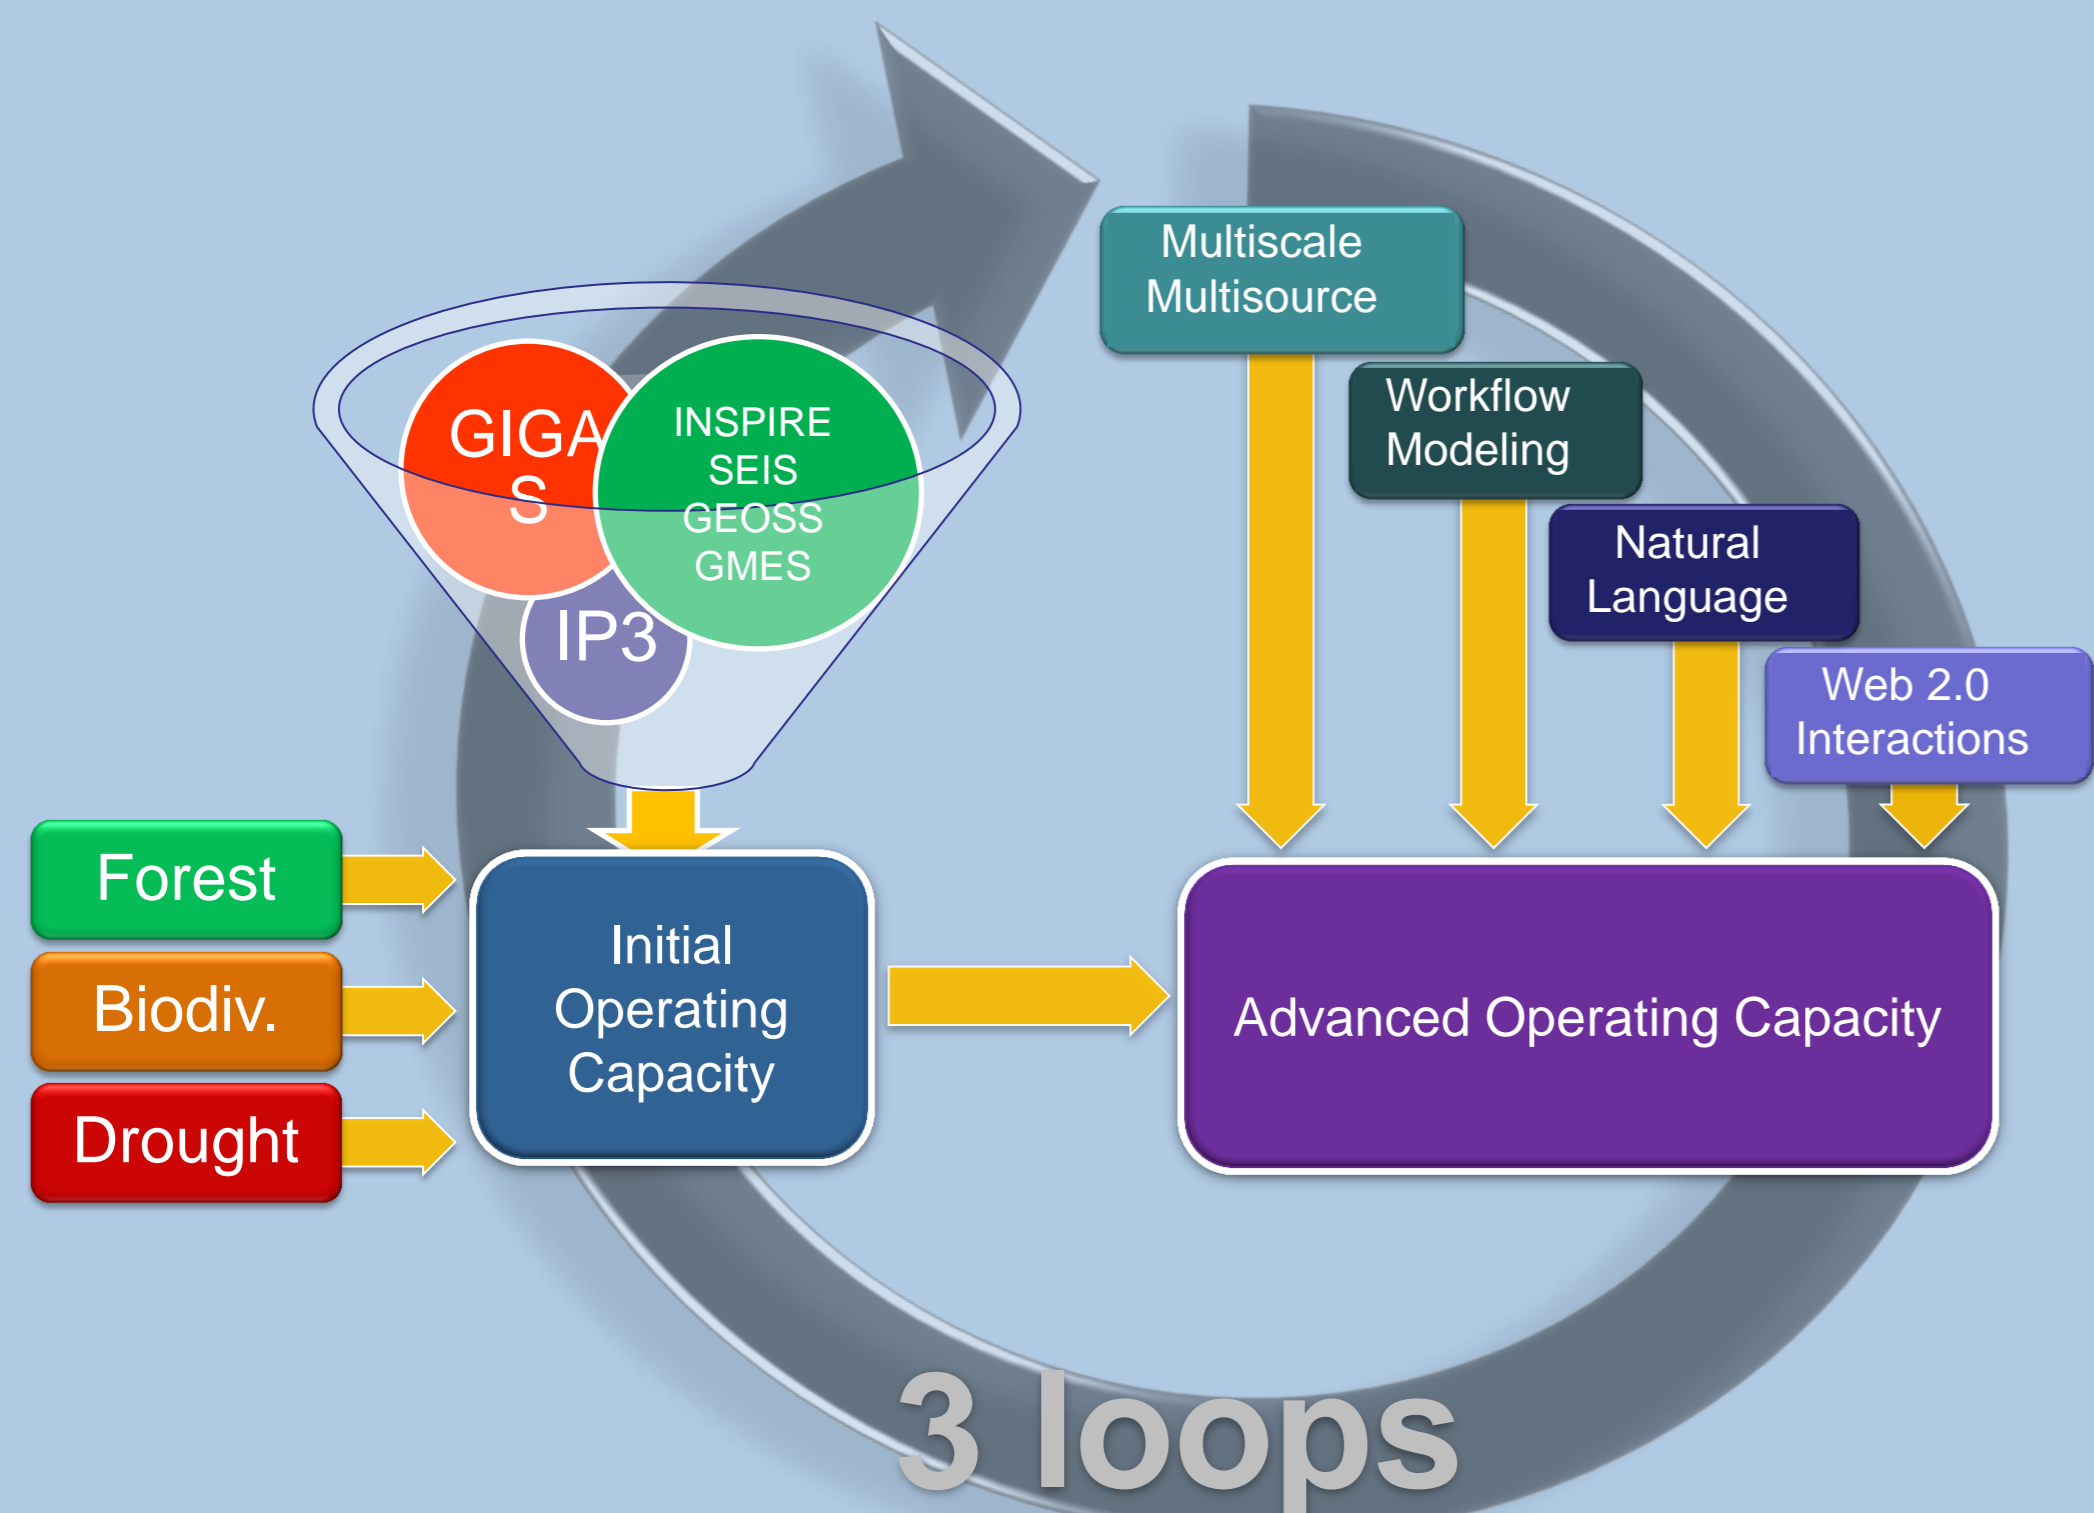 GIGA
S
INSPIRE
SEIS
GEOSS
GMES
IP3
Multiscale
Multisource
Workflow
Modeling
Natural
Language
Web 2.0
Interactions
Forest
Biodiv.
Drought
Initial
Operating
Capacity
Advanced Operating Capacity
3 loops